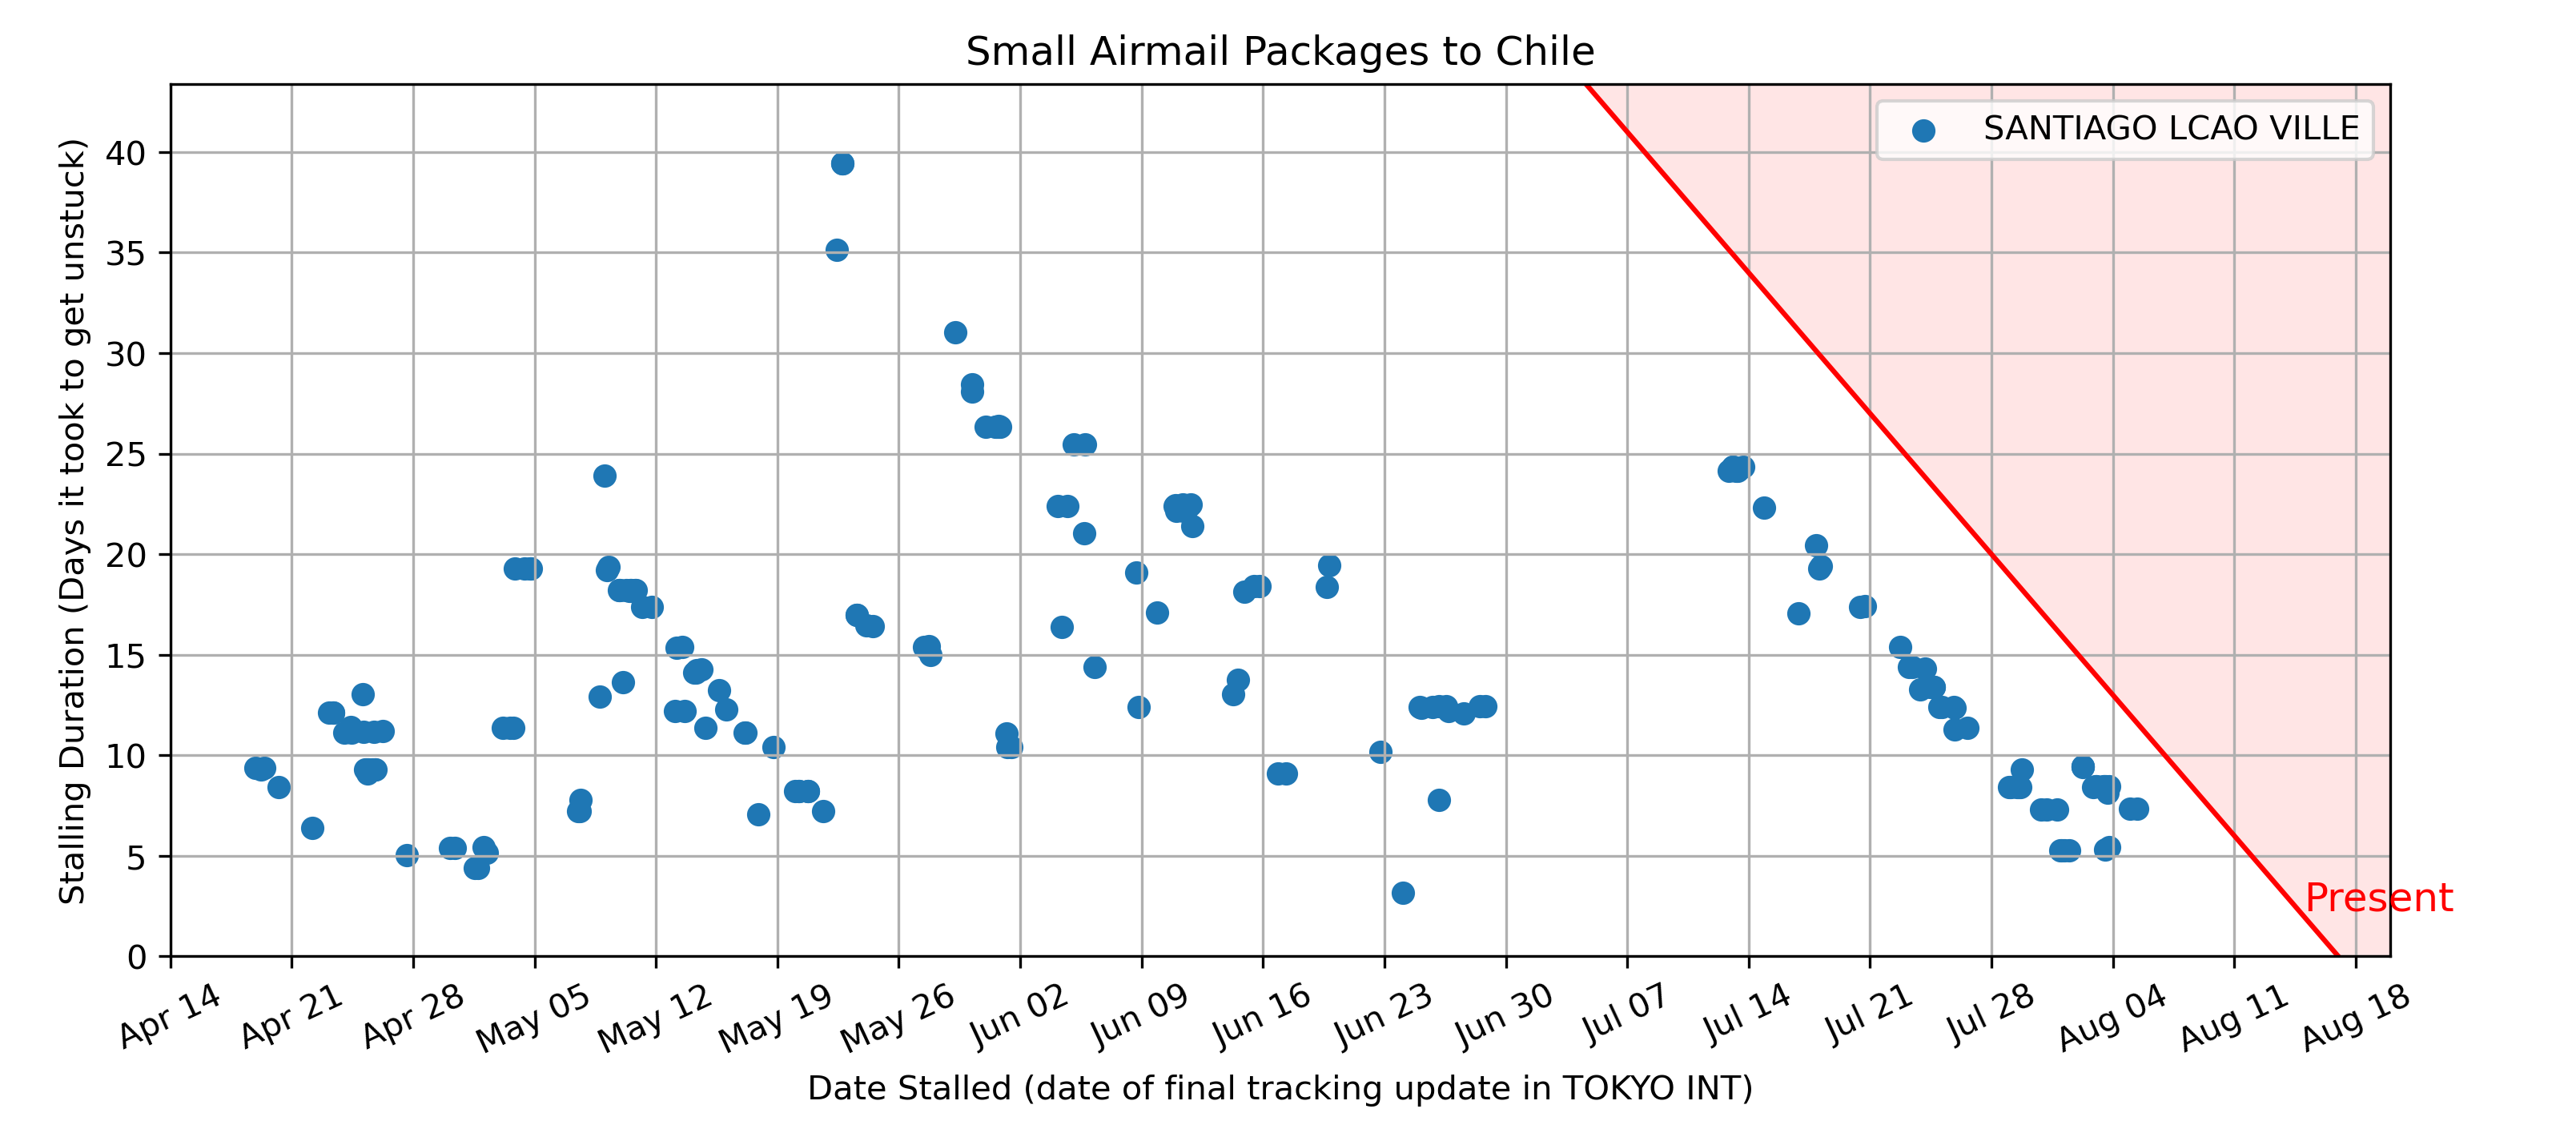 Small Airmail Packages to Chile
SANTIAGO LCAO VILLE
Stalling Duration (Days it took to get unstuck)
40
35
30
25
20
15
10
5
0
Present
Apr 14
Apr 21
Apr 28
May 05
May 12
May 19
May 26
Jun 02
Jun 09
Jun 16
Jun 23
Jun 30
Jul 07
Jul 14
Jul 21
Jul 28
Aug 04
Aug 11
Aug 18
Date Stalled (date of final tracking update in TOKYO INT)